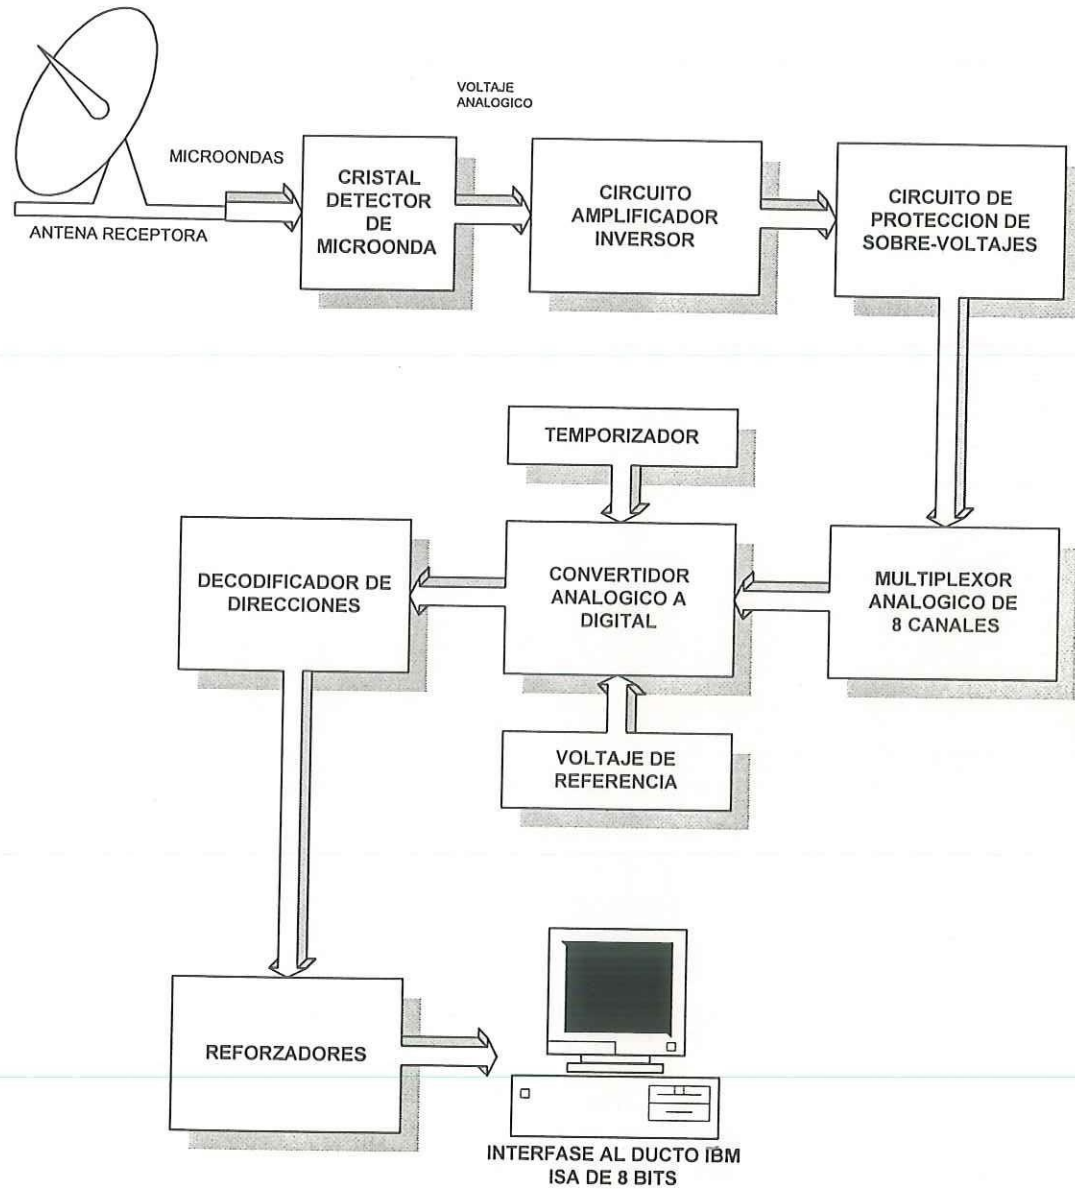 VOLTAJE
ANALOGICO
MICROONDAS
ANTENA RECEPTORA
CRISTAL
DETECTOR
DE
MICROONDA
CIRCUITO
AMPLIFICADOR
INVERSOR
CIRCUITO DE
PROTECCION DE
SOBRE-VOLTAJES
TEMPORIZADOR
DECODIFICADOR DE
DIRECCIONES
CONVERTIDOR
ANALOGICO A
DIGITAL
MULTIPLEXOR
ANALOGICO DE
8 CANALES
VOLTAJE DE
REFERENCIA
REFORZADORES
INTERFASE AL DUCTO IBM
ISA DE 8 BITS